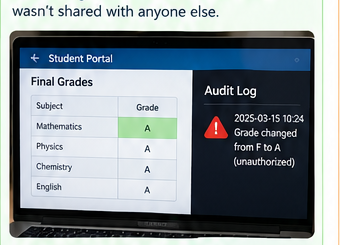 wasn't shared with anyone else.
Student Portal
Final Grades
Subject Grade
Mathematics A
Physics A
Chemistry A
English A
Audit Log
2025-03-15 10:24
Grade changed
from F to A
(unauthorized)